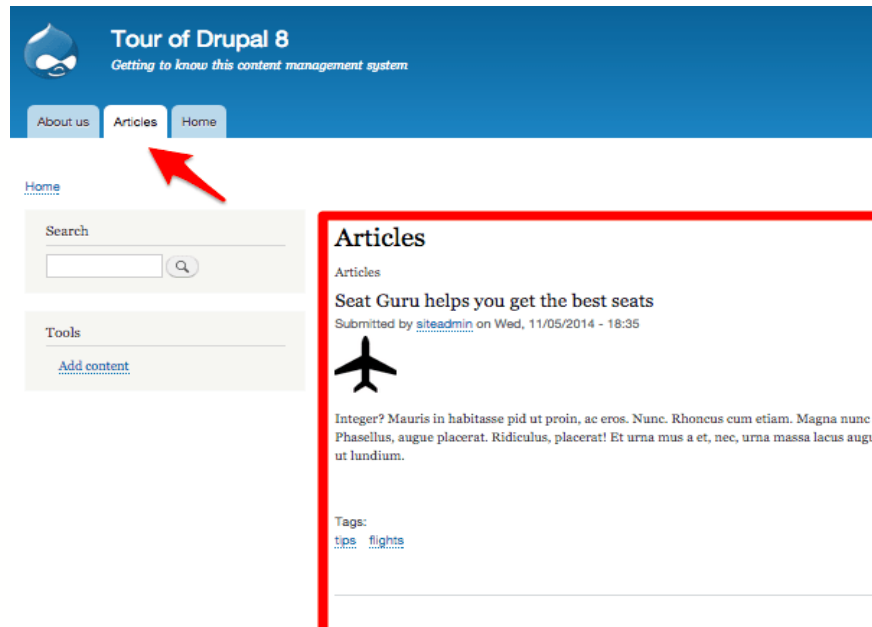 Tour of Drupal 8
Getting to know this content management system
About us
Articles
Home
Home
Search
Tools
Add content
Articles
Articles
Seat Guru helps you get the best seats
Submitted by siteadmin on Wed, 11/05/2014 - 18:35
Integer? Mauris in habitasse pid ut proin, ac eros. Nunc. Rhoncus cum etiam. Magna nunc
Phasellus, augue placerat. Ridiculus, placerat! Et urna mus a et, nec, urna massa lacus augu
ut lundium.
Tags:
tips flights